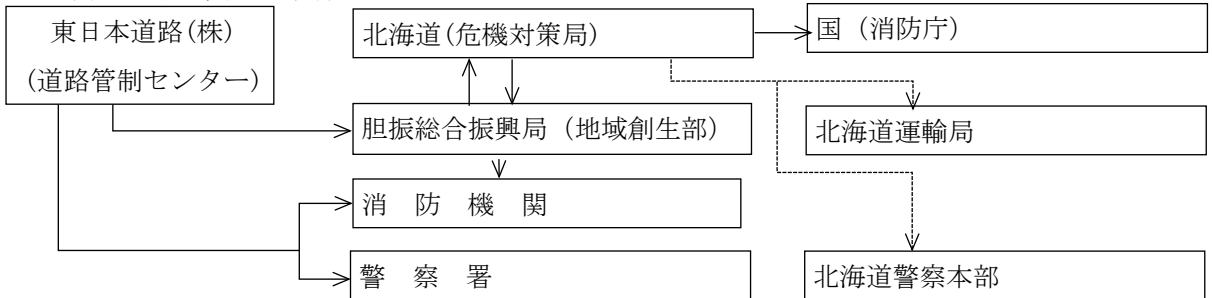 東日本道路(株)
(道路管制センター)
北海道(危機対策局)
国（消防庁）
胆振総合振興局（地域創生部）
北海道運輸局
消　防　機　関
警　察　署
北海道警察本部